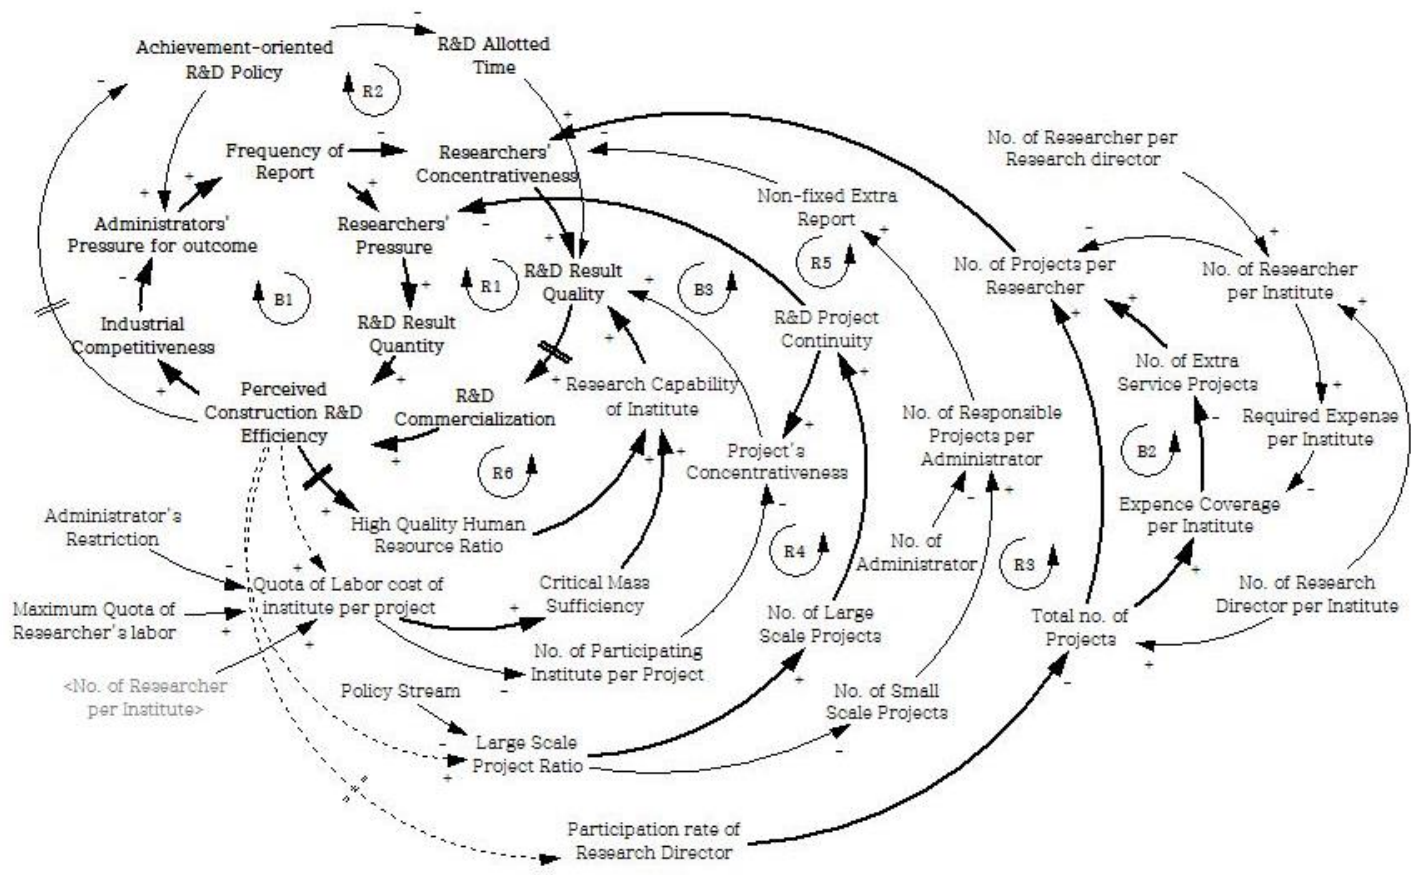 Achievement-oriented
R&D Policy
R&D Allotted
Time
R2
Frequency of
Report
Researchers'
Concentrativeness
No. of Researcher per
Research director
Administrators'
Pressure for outcome
Researchers'
Pressure
Non-fixed Extra
Report
R&D Result
Quality
R5
No. of Projects per
Researcher
No. of Researcher
per Institute
B1
R1
B3
Industrial
Competitiveness
R&D Result
Quantity
R&D Project
Continuity
No. of Extra
Service Projects
Perceived
Construction R&D
Efficiency
R&D
Commercialization
Research Capability
of Institute
No. of Responsible
Projects per
Administrator
Required Expense
per Institute
R6
Project's
Concentrativeness
B2
Administrator's
Restriction
High Quality Human
Resource Ratio
R4
No. of
Administrator
R3
Expence Coverage
per Institute
Maximum Quota of
Researcher's labor
Quota of Labor cost of
institute per project
Critical Mass
Sufficiency
No. of Large
Scale Projects
Total no. of
Projects
No. of Research
Director per Institute
<No. of Researcher
per Institute>
No. of Participating
Institute per Project
Policy Stream
No. of Small
Scale Projects
Large Scale
Project Ratio
Participation rate of
Research Director